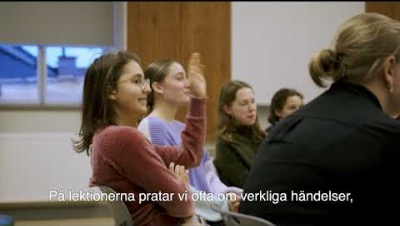 På lektionerna pratar vi ofta om verkliga händelser,